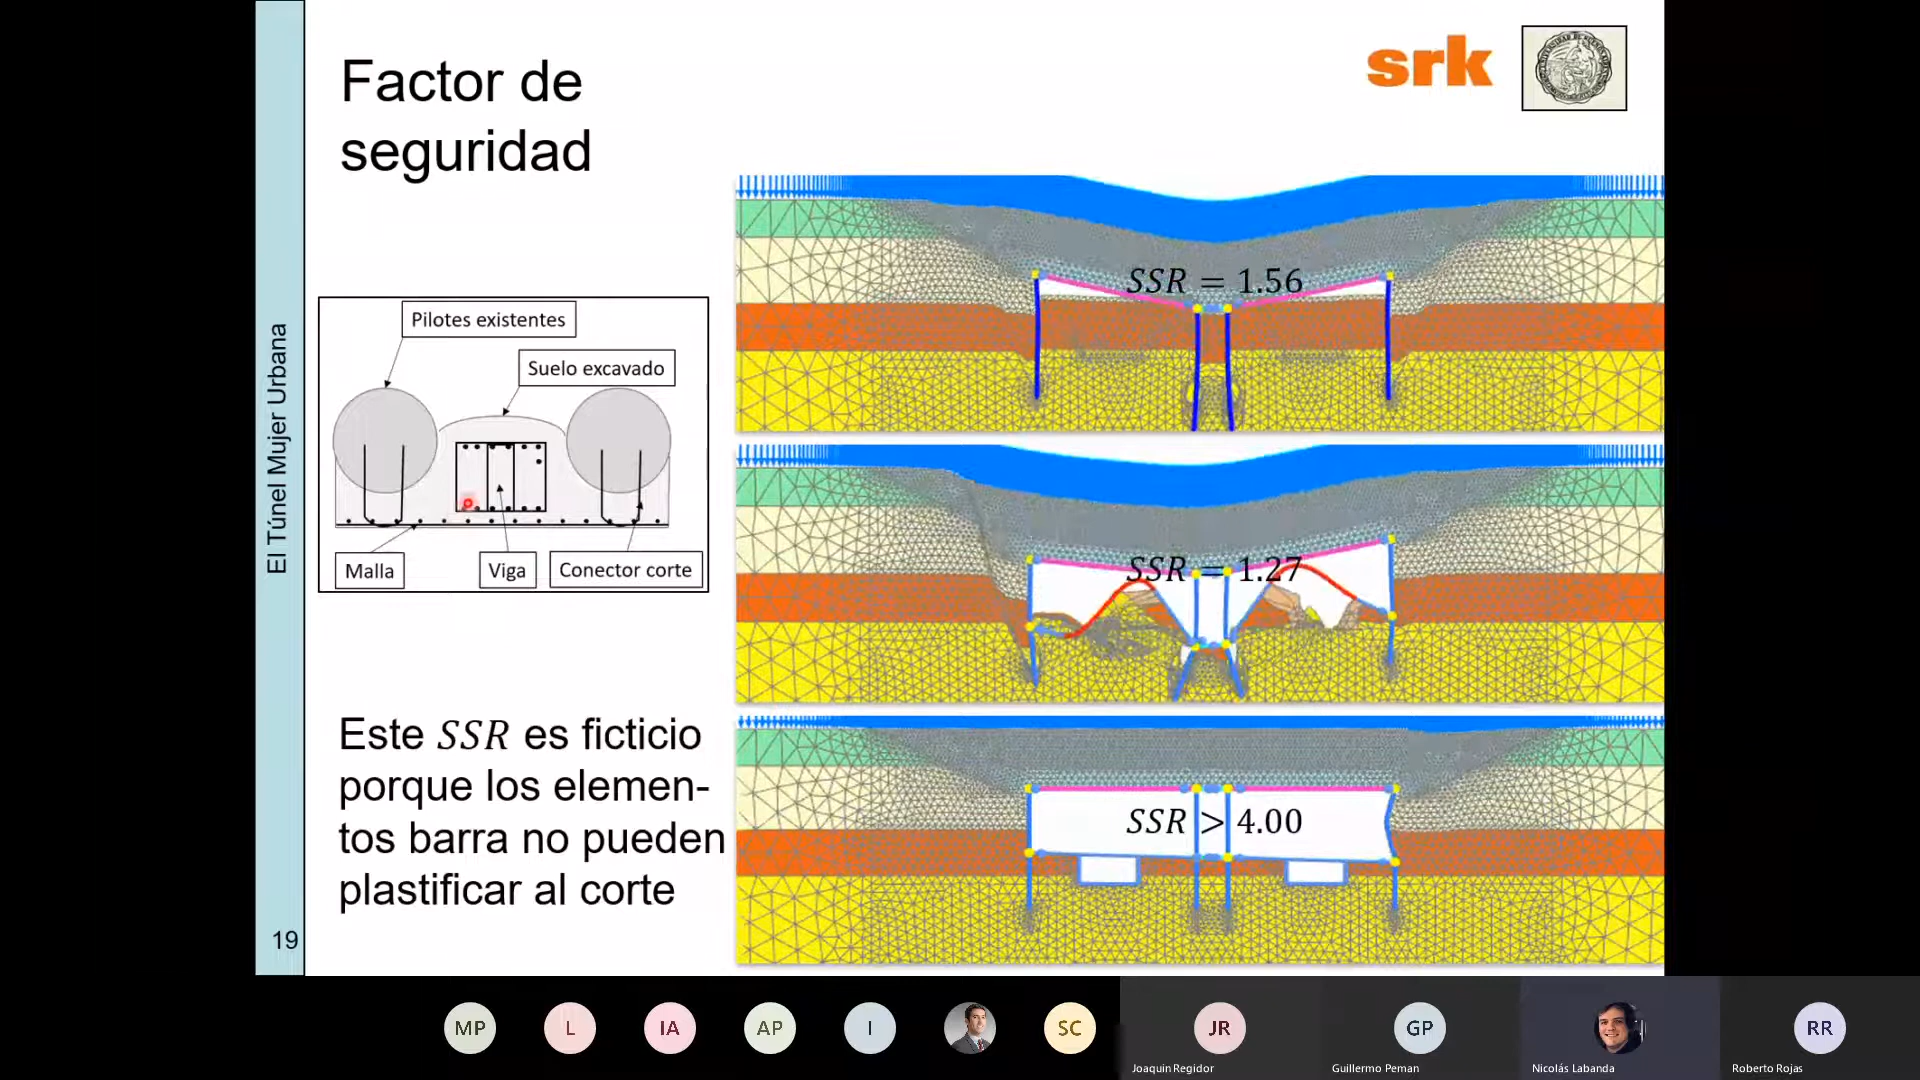 Factor de
seguridad
srk
El Túnel Mujer Urbana
19
Pilotes existentes
Suelo excavado
Malla
Viga
Conector corte
Este SSR es ficticio
porque los elemen-
tos barra no pueden
plastificar al corte
SSR = 1.56
SSR = 1.27
SSR > 4.00
MP
L
IA
AP
I
SC
JR
GP
RR
Joaquin Regidor
Guillermo Peman
Nicolás Labanda
Roberto Rojas